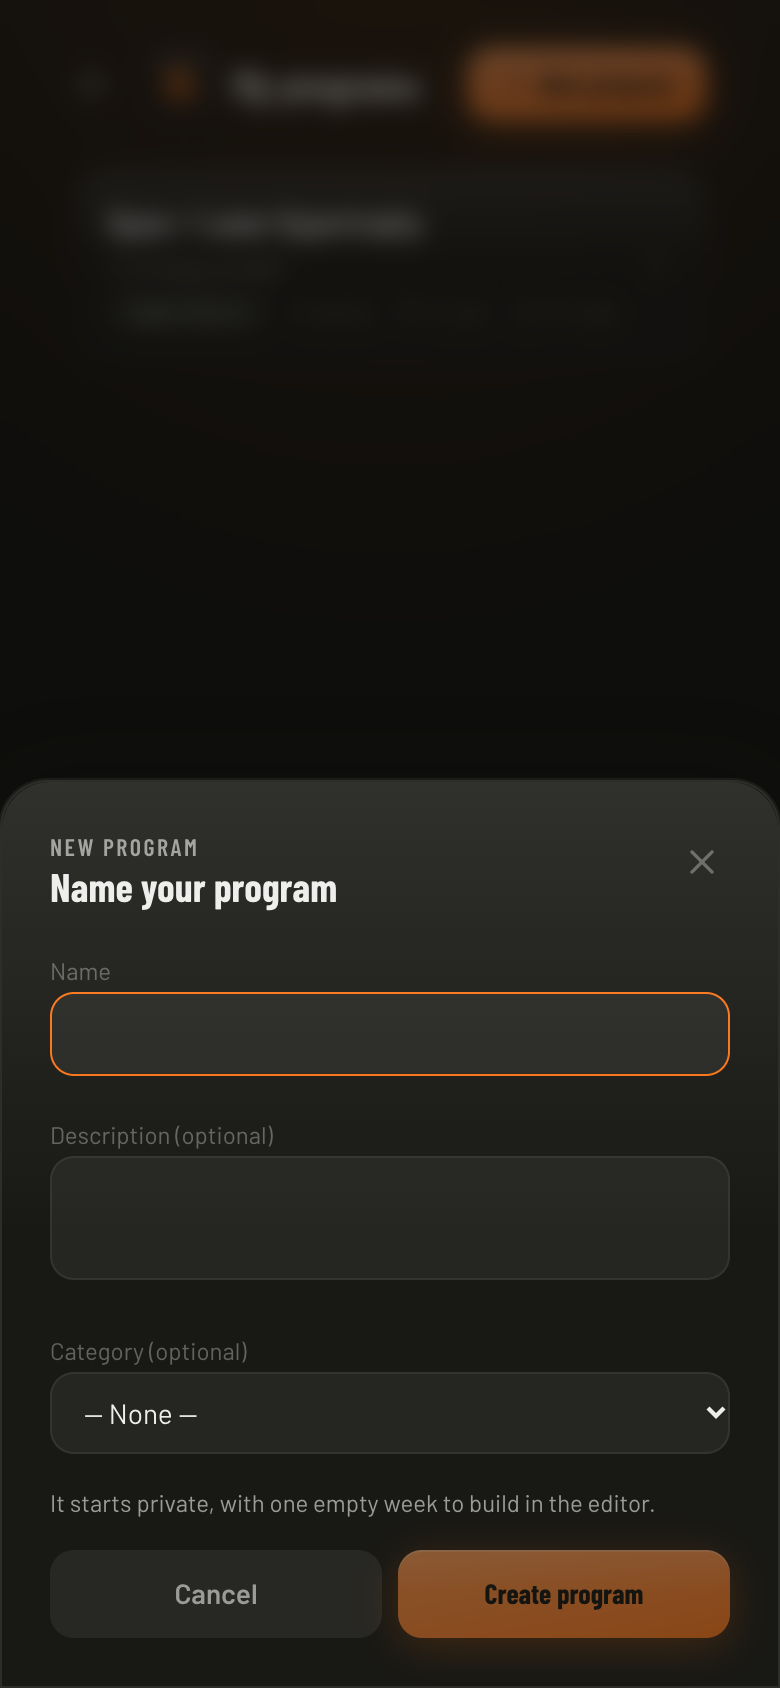 NEW PROGRAM
Name your program
Name
Description (optional)
Category (optional)
— None —
It starts private, with one empty week to build in the editor.
Cancel
Create program